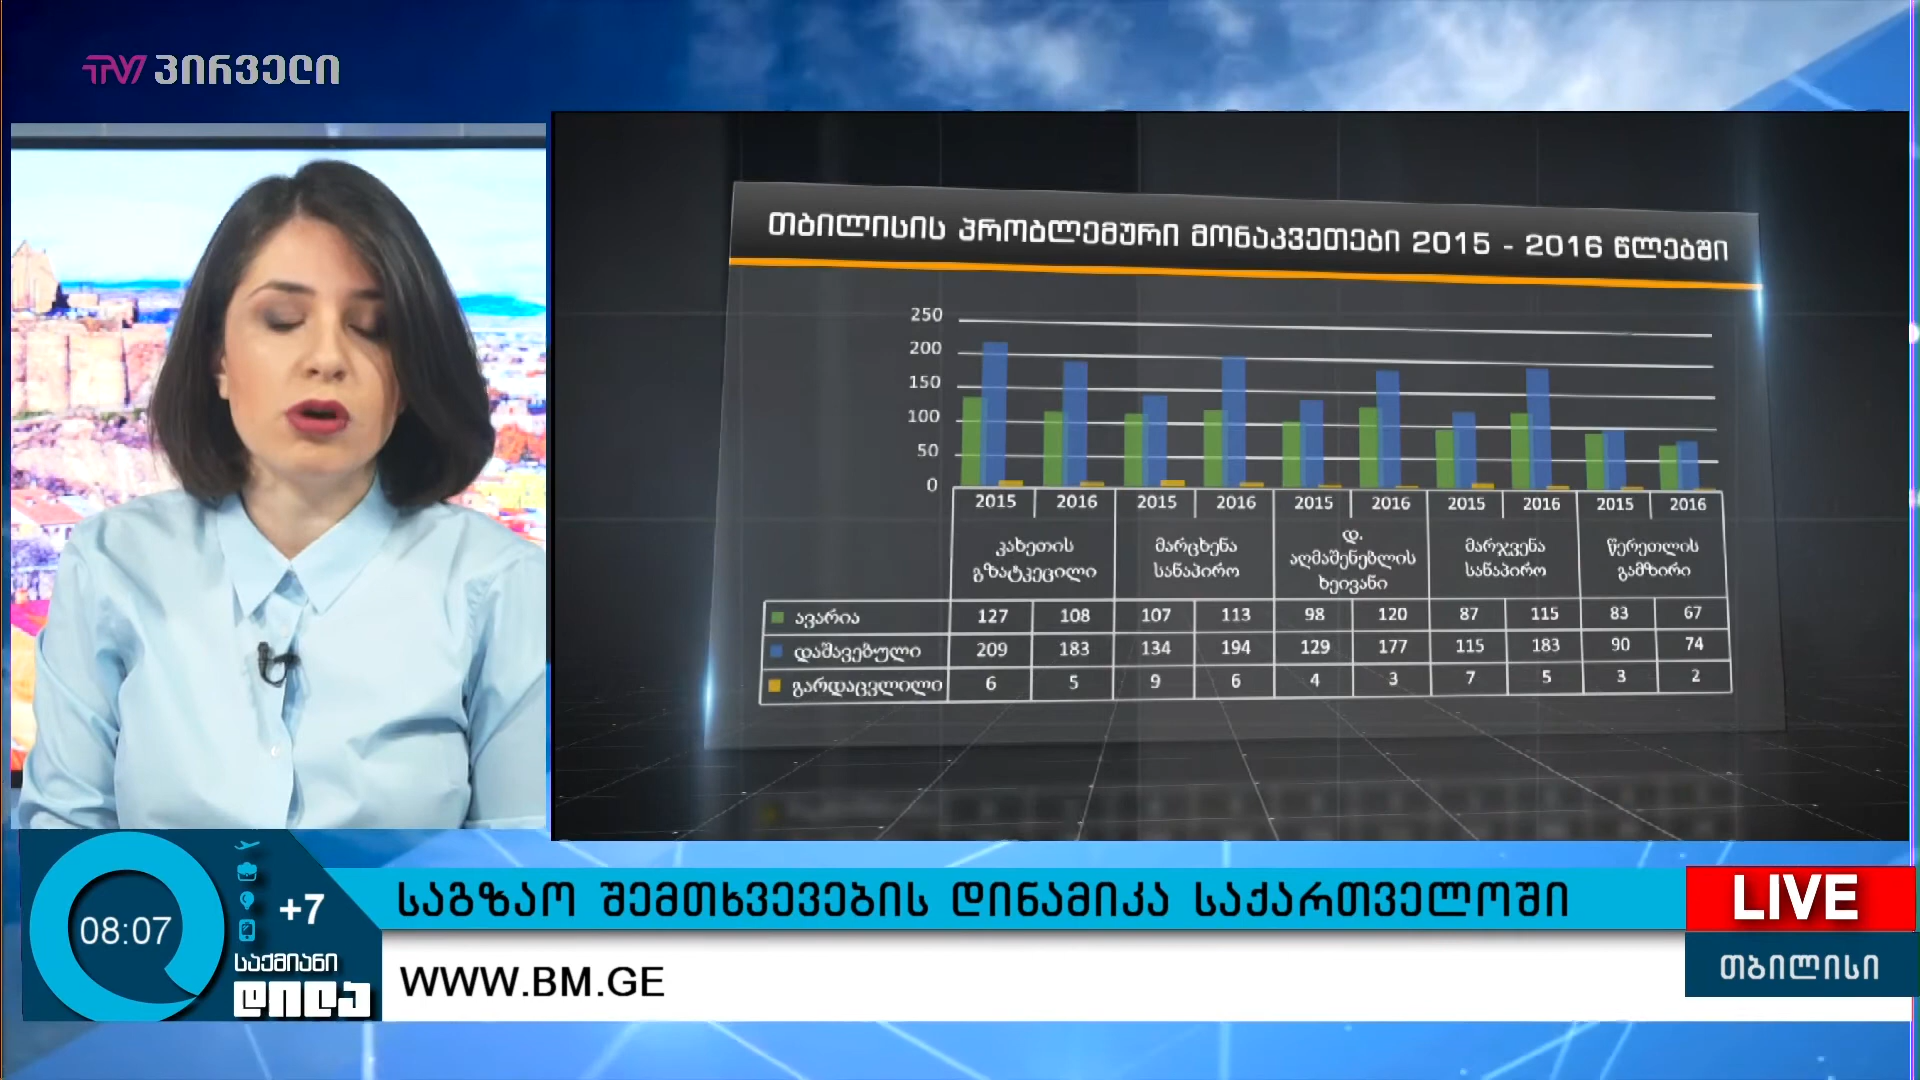 TV პირველი
თბილისის პრობლემური მონაკვეთები 2015 - 2016 წლებში
250
200
150
100
50
0
2015 2016 2015 2016 2015 2016 2015 2016 2015 2016
კახეთის გზატკეცილი
მარცხენა სანაპირო
დ. აღმაშენებლის ხეივანი
მარჯვენა სანაპირო
წერეთლის გამზირი
ავარია 127 108 107 113 98 120 87 115 83 67
დაშავებული 209 183 134 194 129 177 115 183 90 74
გარდაცვლილი 6 5 9 6 4 3 7 5 3 2
08:07
+7
საქმიანი
დილა
საგზაო შემთხვევების დინამიკა საქართველოში
WWW.BM.GE
LIVE
თბილისი